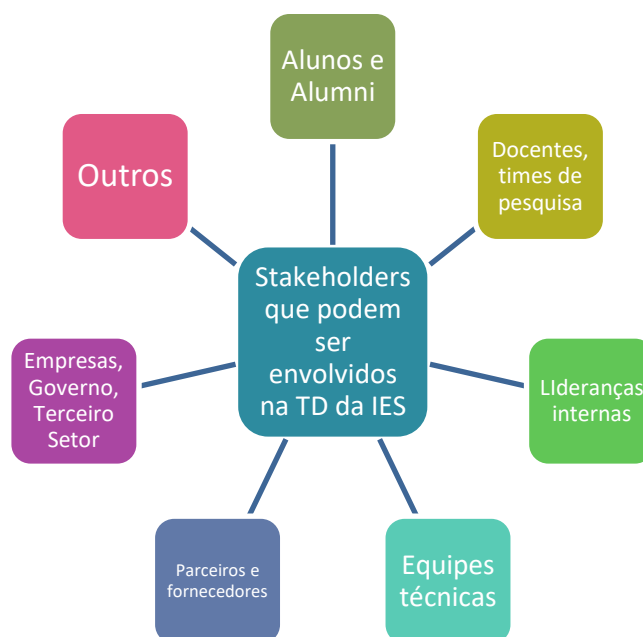 Alunos e
Alumni
Docentes,
times de
pesquisa
LIderanças
internas
Equipes
técnicas
Parceiros e
fornecedores
Empresas,
Governo,
Terceiro
Setor
Outros
Stakeholders
que podem
ser
envolvidos
na TD da IES